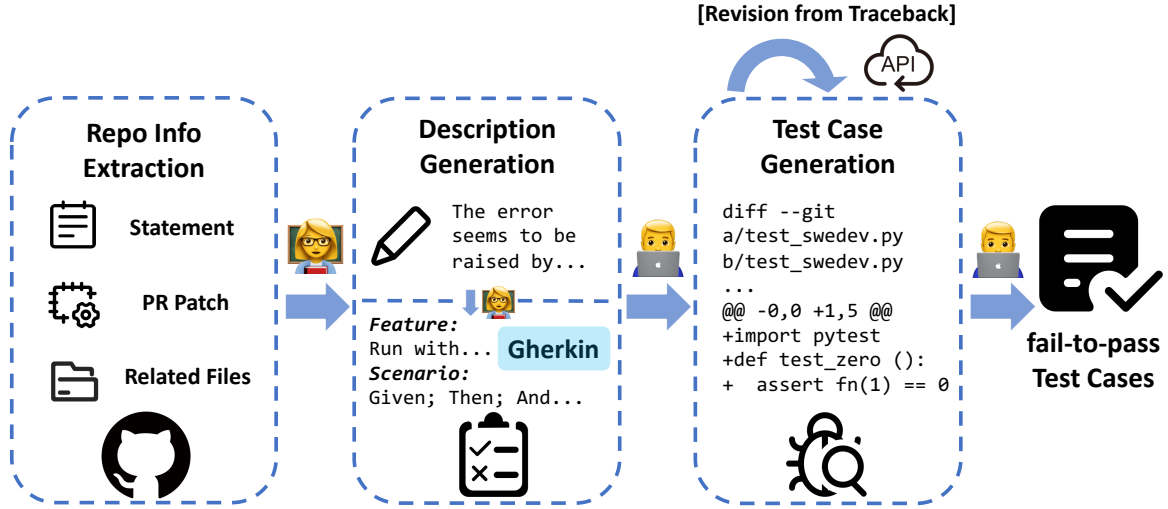 [Revision from Traceback]
API
Repo Info
Extraction
Statement
PR Patch
Related Files
Description
Generation
The error
seems to be
raised by...
Feature:
Run with...
Gherkin
Scenario:
Given; Then; And...
Test Case
Generation
diff --git
a/test_swedev.py
b/test_swedev.py
...
@@ -0,0 +1,5 @@
+import pytest
+def test_zero ():
+  assert fn(1) == 0
fail-to-pass
Test Cases